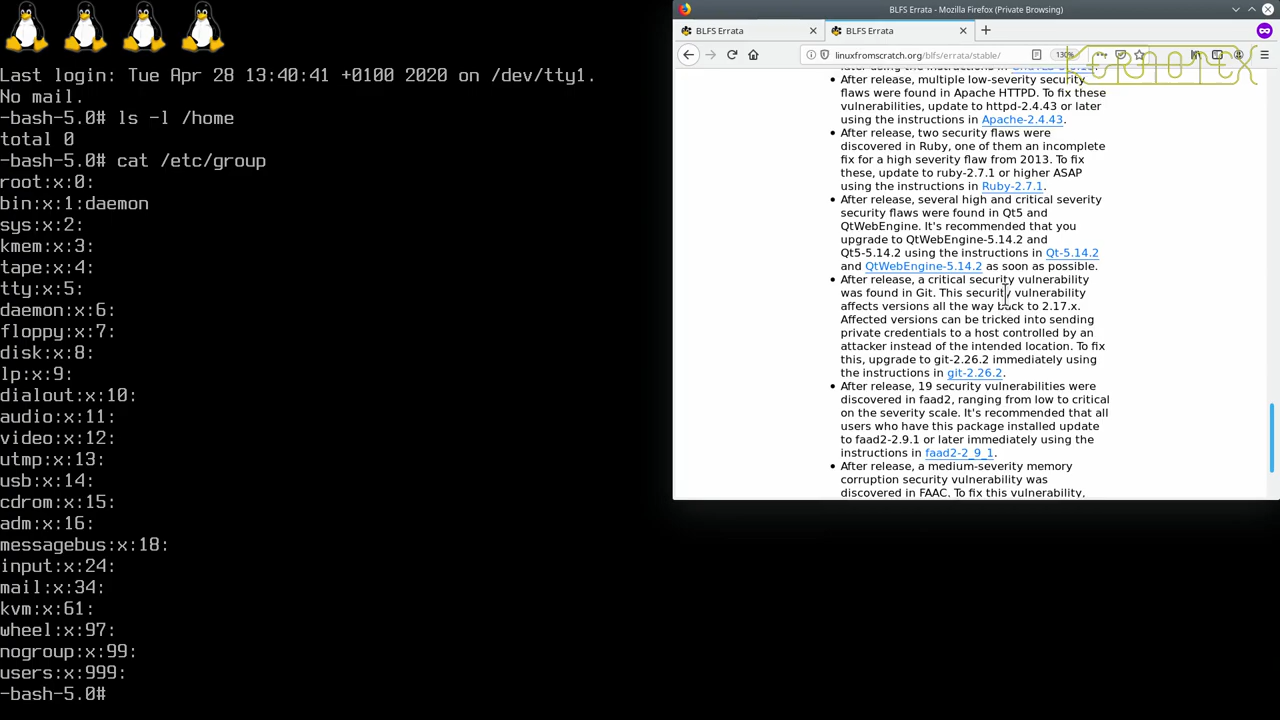 Last login: Tue Apr 28 13:40:41 +0100 2020 on /dev/tty1.
No mail.
-bash-5.0# ls -l /home
total 0
-bash-5.0# cat /etc/group
root:x:0:
bin:x:1:daemon
sys:x:2:
kmem:x:3:
tape:x:4:
tty:x:5:
daemon:x:6:
floppy:x:7:
disk:x:8:
lp:x:9:
dialout:x:10:
audio:x:11:
video:x:12:
utmp:x:13:
usb:x:14:
cdrom:x:15:
adm:x:16:
messagebus:x:18:
input:x:24:
mail:x:34:
kvm:x:61:
wheel:x:97:
nogroup:x:99:
users:x:999:
-bash-5.0#
BLFS Errata - Mozilla Firefox (Private Browsing)
BLFS Errata
BLFS Errata
linuxfromscratch.org/blfs/errata/stable/
130%
After release, multiple low-severity security
flaws were found in Apache HTTPD. To fix these
vulnerabilities, update to httpd-2.4.43 or later
using the instructions in Apache-2.4.43.
After release, two security flaws were
discovered in Ruby, one of them an incomplete
fix for a high severity flaw from 2013. To fix
these, update to ruby-2.7.1 or higher ASAP
using the instructions in Ruby-2.7.1.
After release, several high and critical severity
security flaws were found in Qt5 and
QtWebEngine. It's recommended that you
upgrade to QtWebEngine-5.14.2 and
Qt5-5.14.2 using the instructions in Qt-5.14.2
and QtWebEngine-5.14.2 as soon as possible.
After release, a critical security vulnerability
was found in Git. This security vulnerability
affects versions all the way back to 2.17.x.
Affected versions can be tricked into sending
private credentials to a host controlled by an
attacker instead of the intended location. To fix
this, upgrade to git-2.26.2 immediately using
the instructions in git-2.26.2.
After release, 19 security vulnerabilities were
discovered in faad2, ranging from low to critical
on the severity scale. It's recommended that all
users who have this package installed update
to faad2-2.9.1 or later immediately using the
instructions in faad2-2_9_1.
After release, a medium-severity memory
corruption security vulnerability was
discovered in FAAC. To fix this vulnerability,